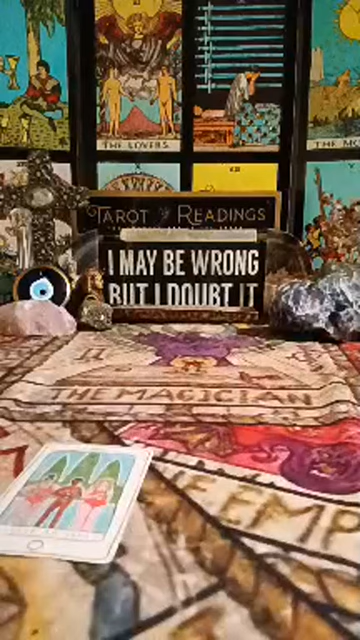 THE LOVERS.
TAROT READINGS
I MAY BE WRONG
BUT I DOUBT IT
THE MAGICIAN